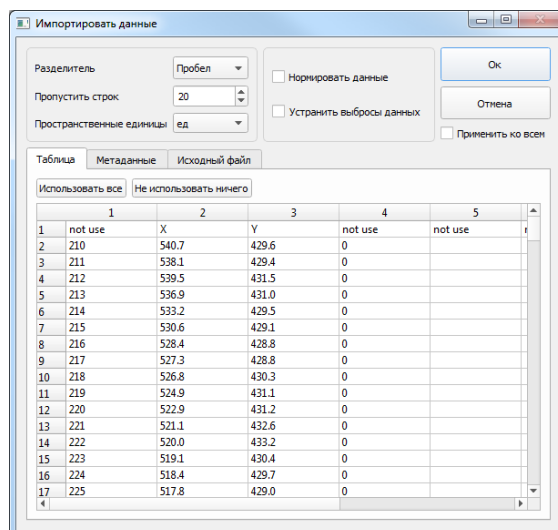 Импортировать данные
Разделитель Пробел
Пропустить строк 20
Пространственные единицы ед
Нормировать данные
Устранить выбросы данных
Ок
Отмена
Применить ко всем
Таблица Метаданные Исходный файл
Использовать все Не использовать ничего
1 2 3 4 5
1 not use X Y not use not use
2 210 540.7 429.6 0
3 211 538.1 429.4 0
4 212 539.5 431.5 0
5 213 536.9 431.0 0
6 214 533.2 429.5 0
7 215 530.6 429.1 0
8 216 528.4 428.8 0
9 217 527.3 428.8 0
10 218 526.8 430.3 0
11 219 524.9 431.1 0
12 220 522.9 431.2 0
13 221 521.1 432.6 0
14 222 520.0 433.2 0
15 223 519.1 430.4 0
16 224 518.4 429.7 0
17 225 517.8 429.0 0